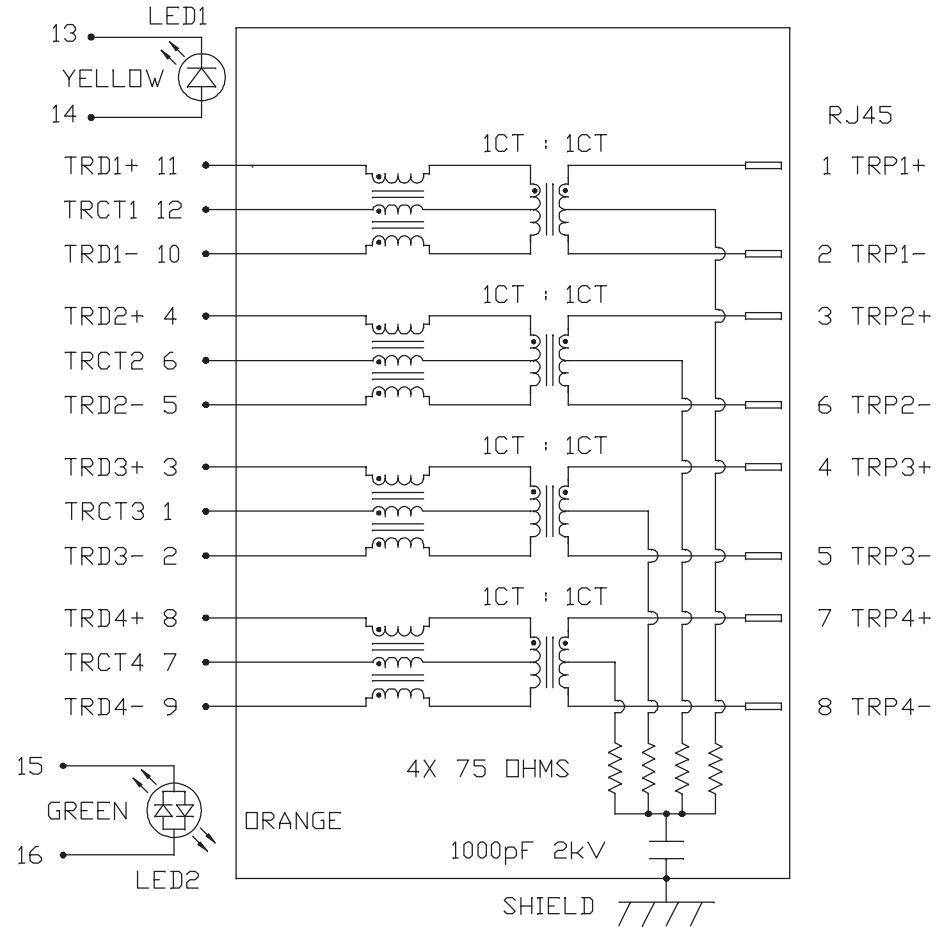 LED1
13
YELLOW
14
RJ45
1CT : 1CT
TRD1+ 11
1 TRP1+
TRCT1 12
TRD1- 10
2 TRP1-
1CT : 1CT
TRD2+ 4
3 TRP2+
TRCT2 6
TRD2- 5
6 TRP2-
1CT : 1CT
TRD3+ 3
4 TRP3+
TRCT3 1
TRD3- 2
5 TRP3-
1CT : 1CT
TRD4+ 8
7 TRP4+
TRCT4 7
TRD4- 9
8 TRP4-
15
4X 75 OHMS
GREEN
ORANGE
16
1000pF 2kV
LED2
SHIELD